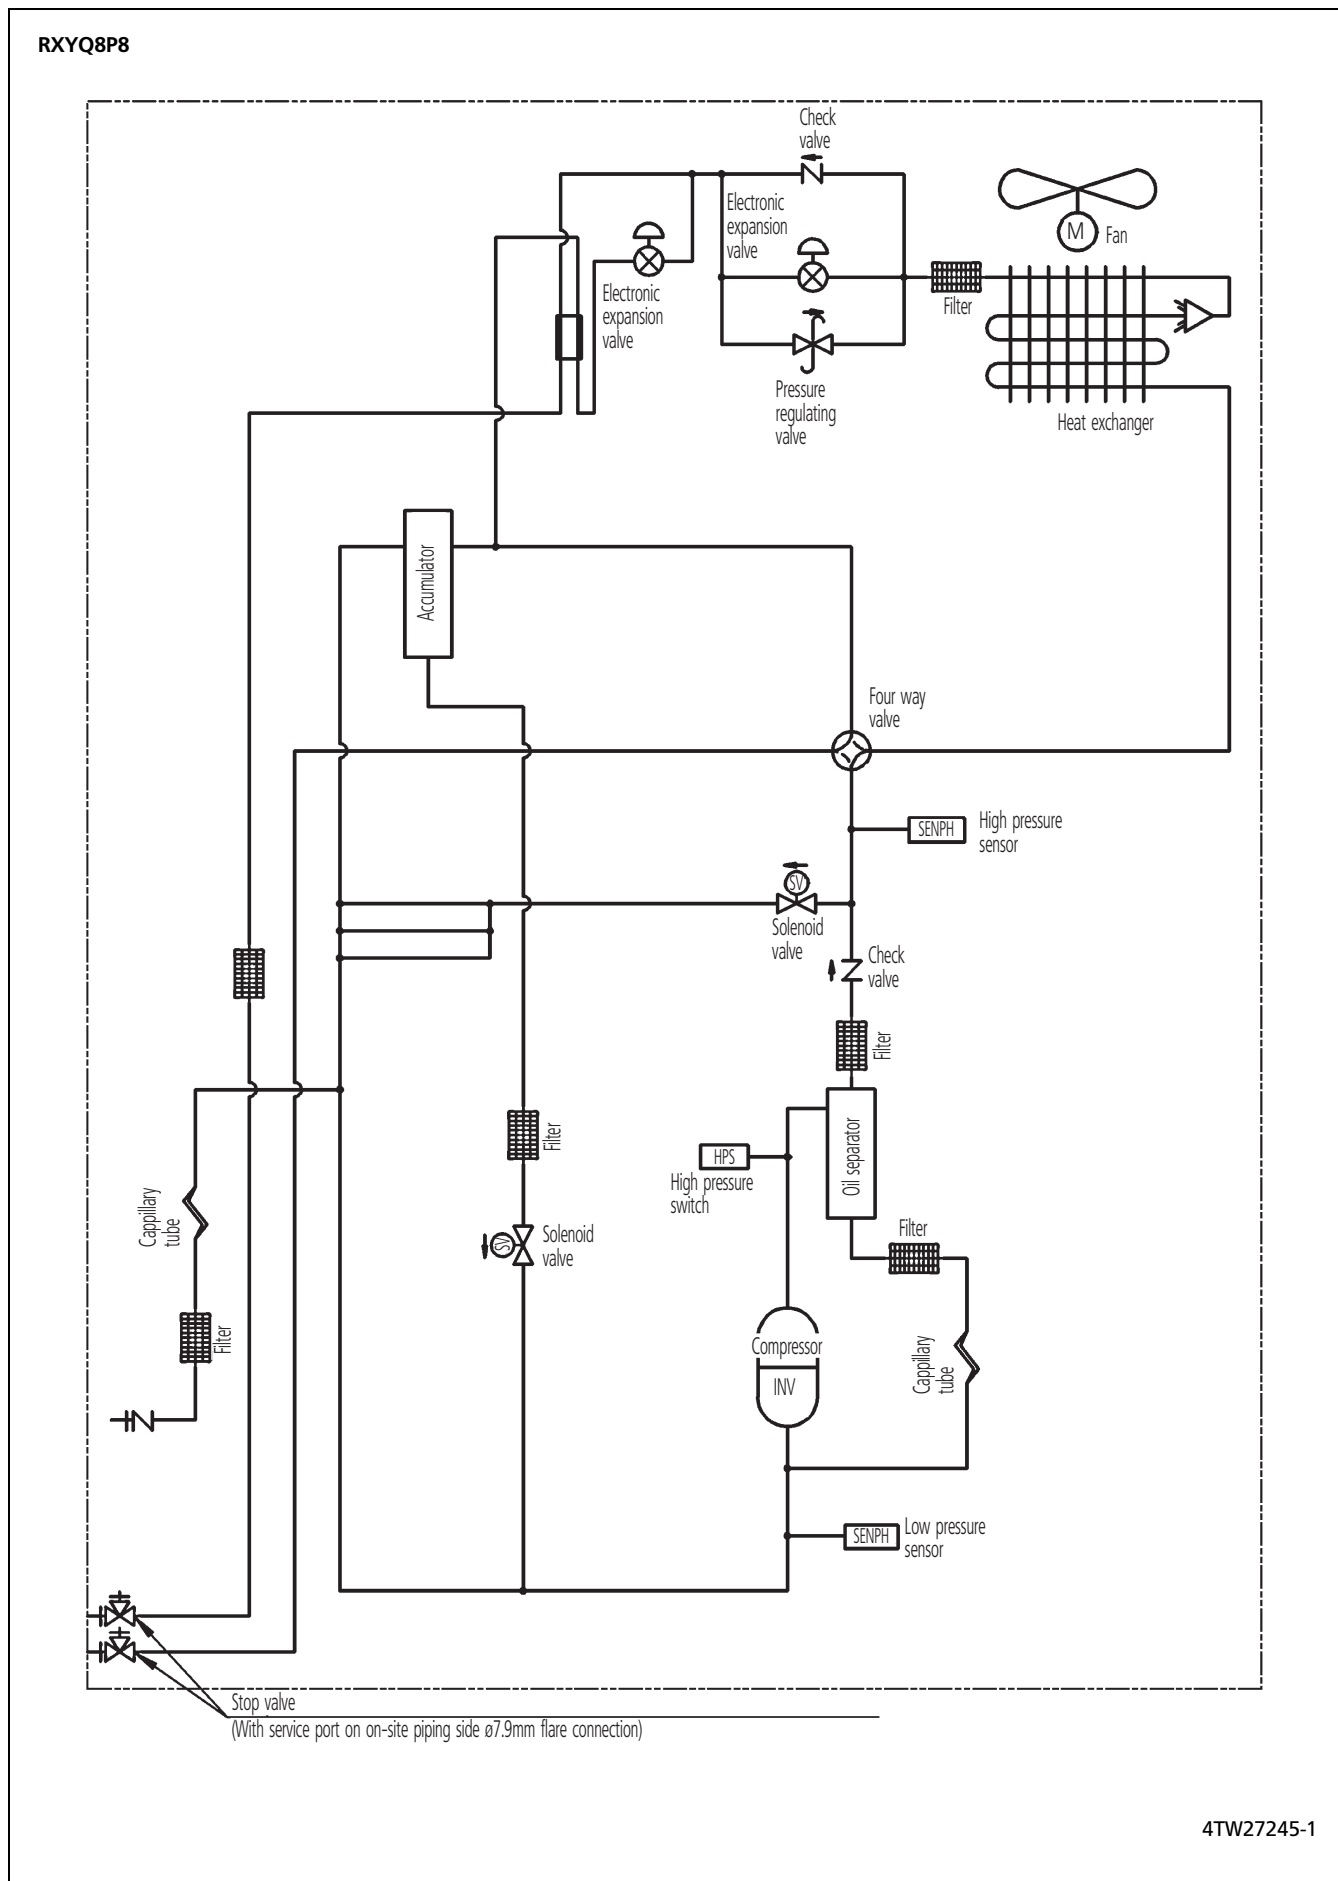 RXYQ8P8
Check
valve
Electronic
expansion
valve
M
Fan
Electronic
expansion
valve
Filter
Pressure
regulating
valve
Heat exchanger
Accumulator
Four way
valve
SENPH
High pressure
sensor
SV
Solenoid
valve
Check
valve
Filter
Filter
Oil separator
HPS
High pressure
switch
Cappillary
tube
SV
Solenoid
valve
Filter
Filter
Compressor
INV
Cappillary
tube
SENPH
Low pressure
sensor
Stop valve
(With service port on on-site piping side ø7.9mm flare connection)
4TW27245-1